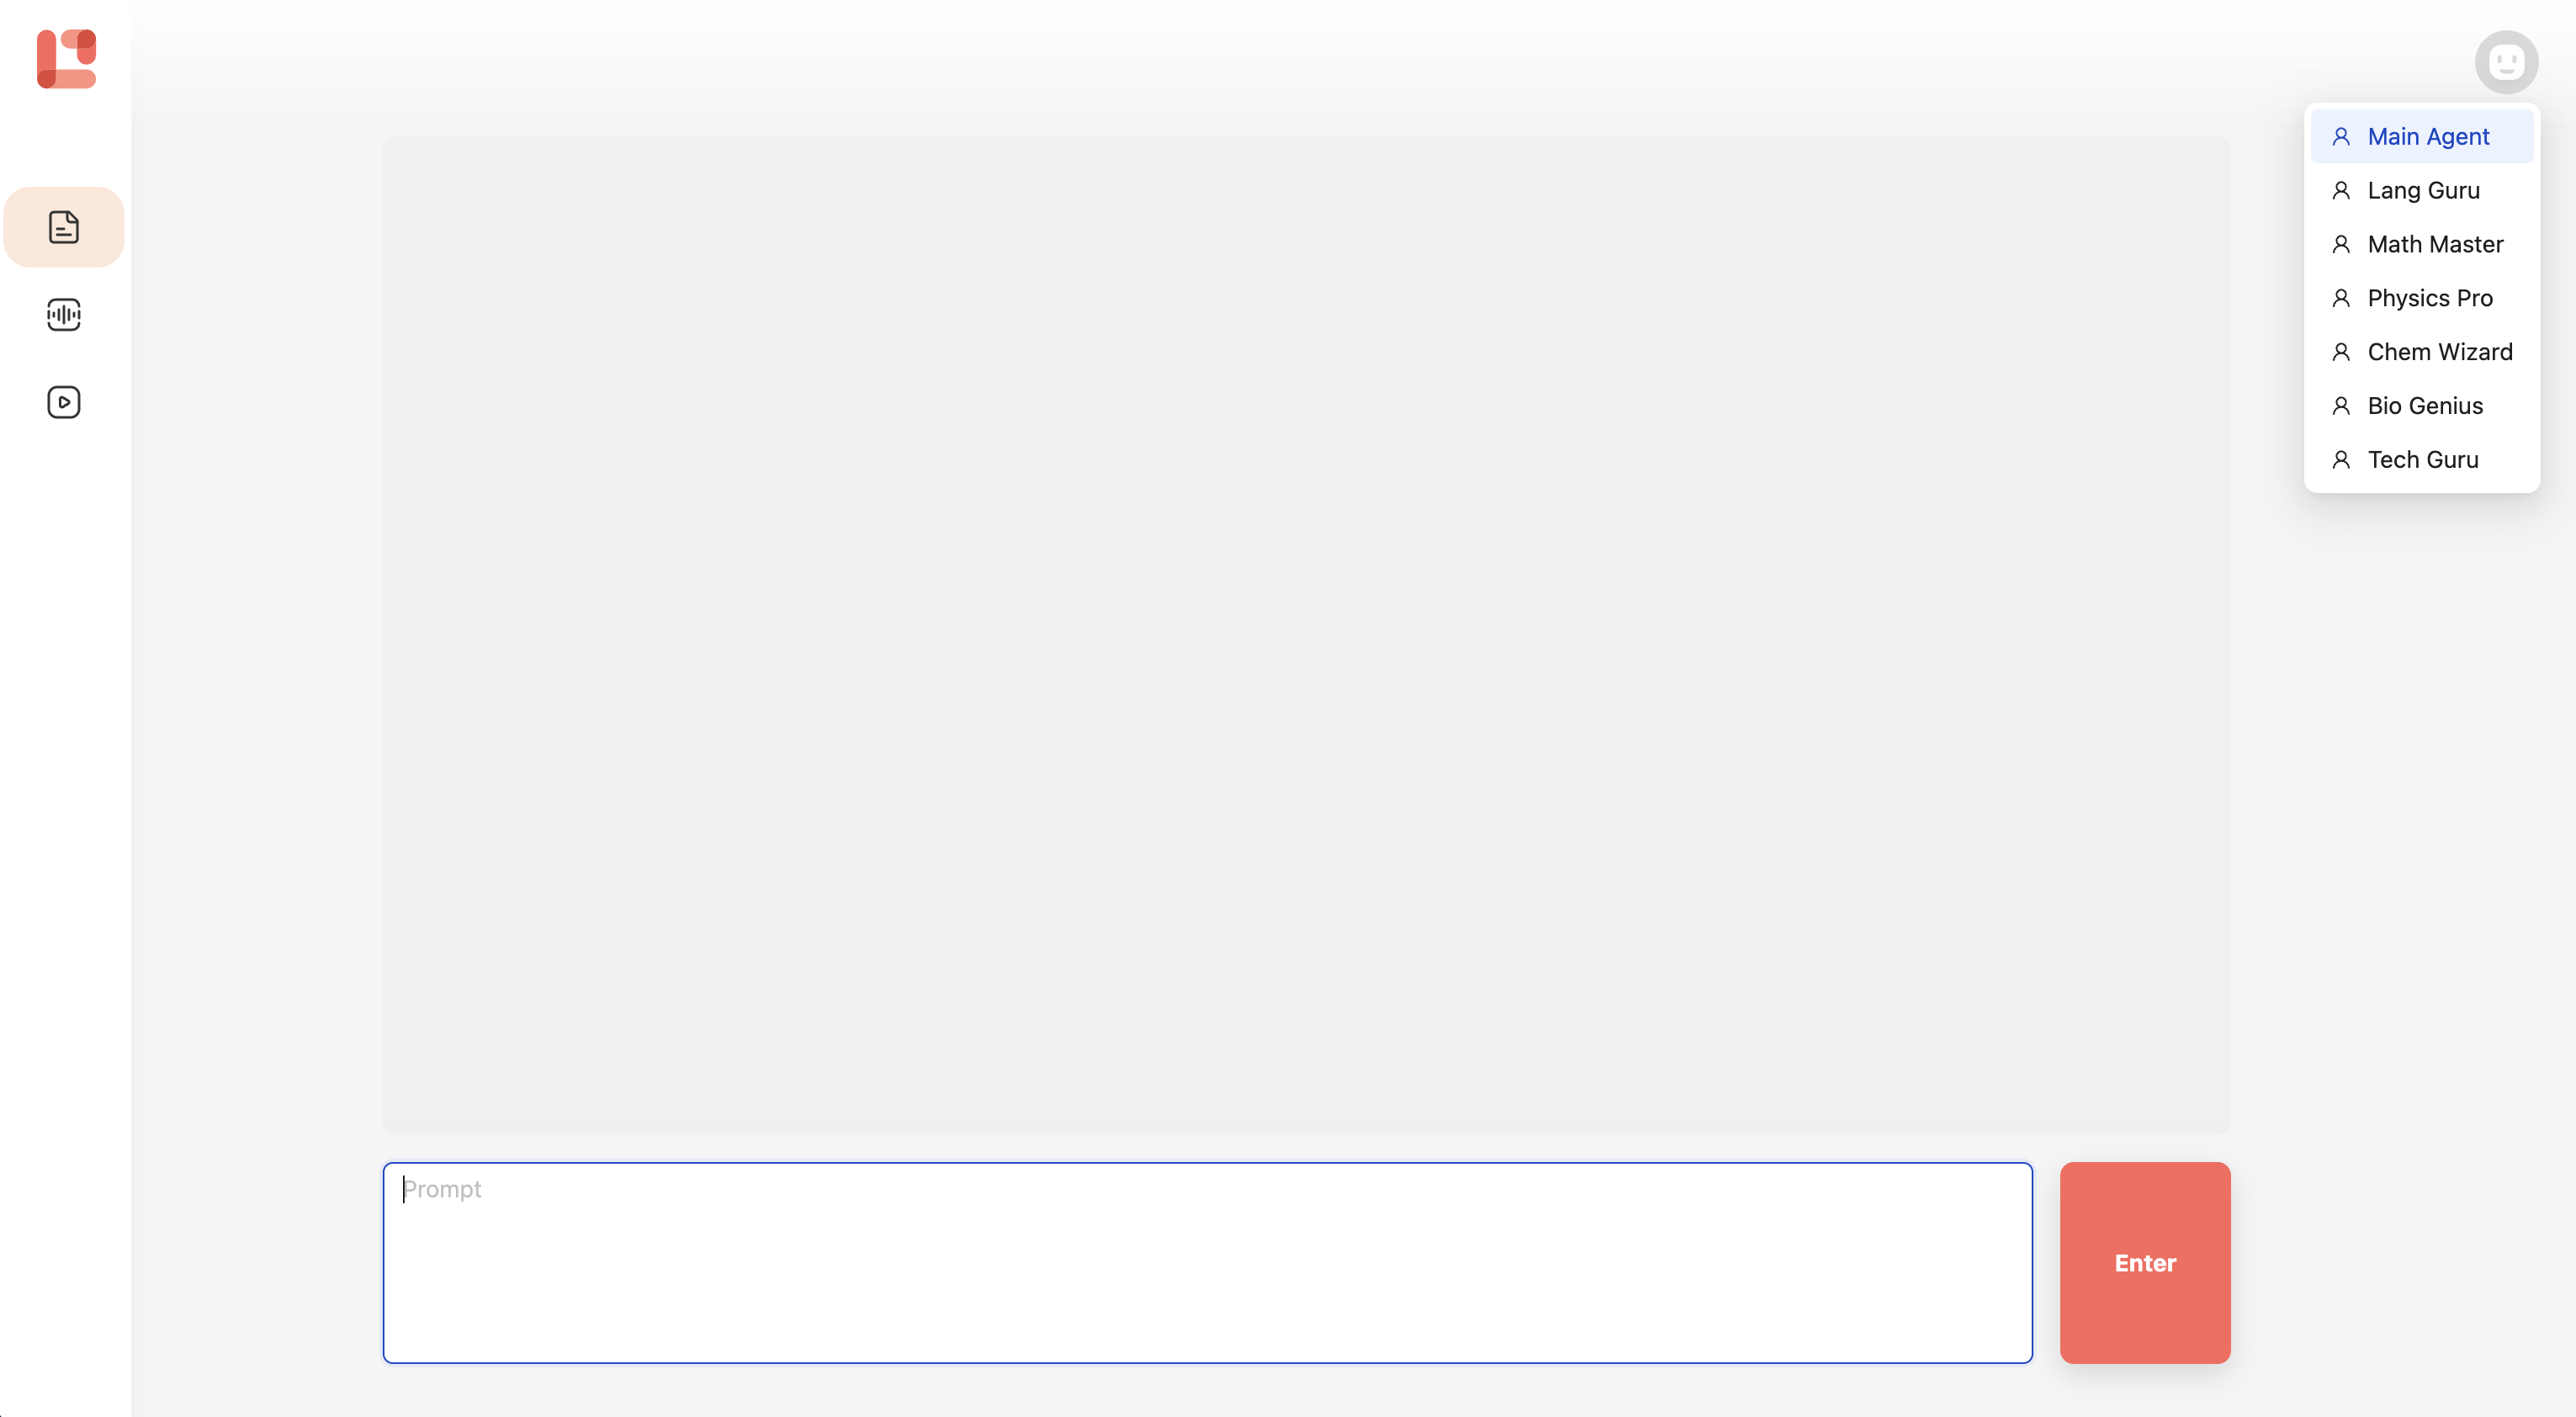 Main Agent
Lang Guru
Math Master
Physics Pro
Chem Wizard
Bio Genius
Tech Guru
Prompt
Enter